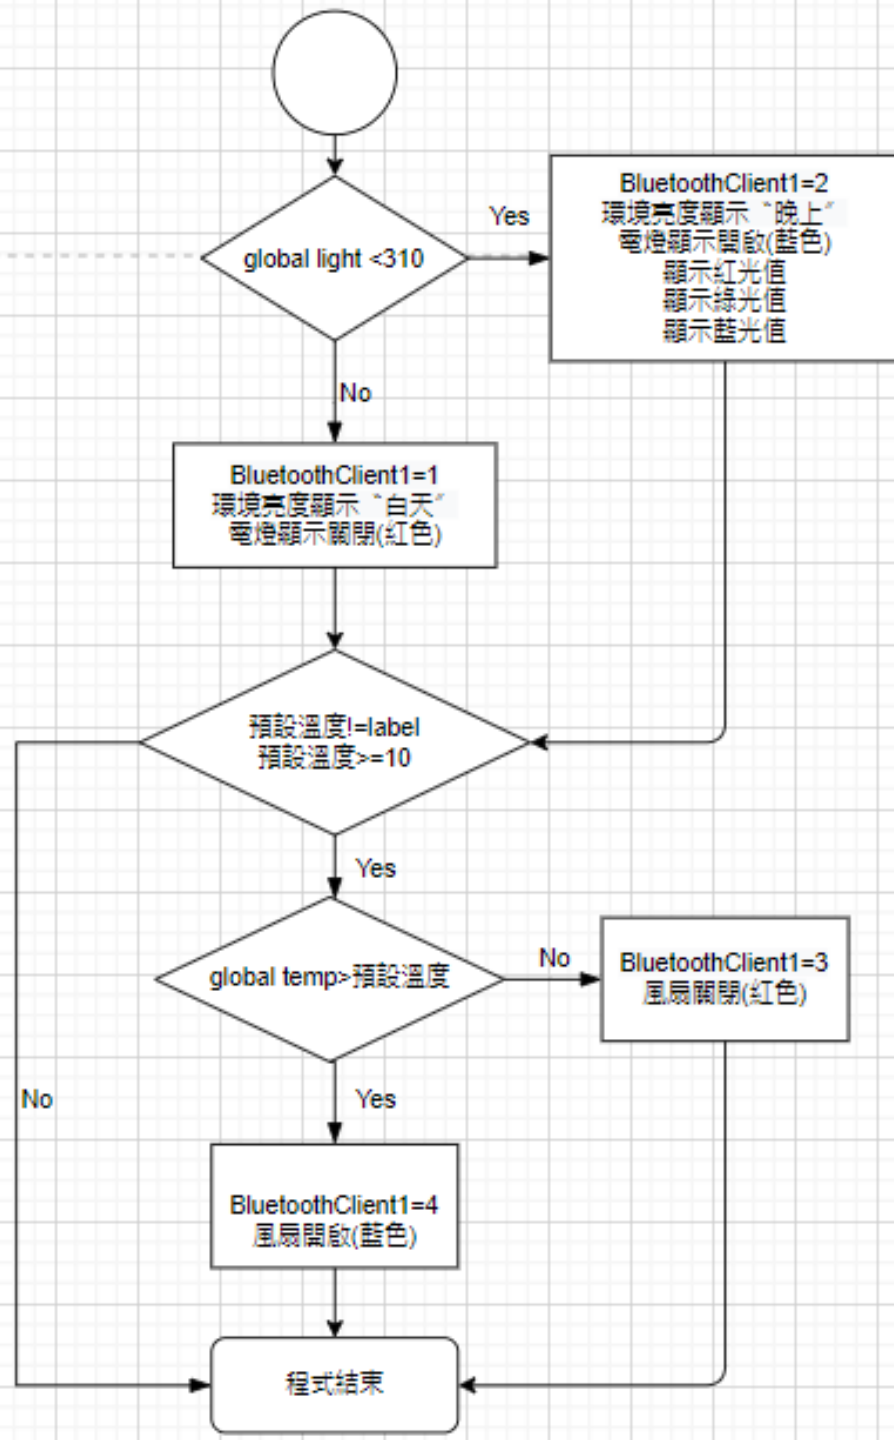 global light <310
Yes
BluetoothClient1=2
環境亮度顯示〝晚上〞
電燈顯示開啟(藍色)
顯示紅光值
顯示綠光值
顯示藍光值
No
BluetoothClient1=1
環境亮度顯示〝白天〞
電燈顯示關閉(紅色)
預設溫度!=label
預設溫度>=10
Yes
global temp>預設溫度
No
BluetoothClient1=3
風扇關閉(紅色)
No
Yes
BluetoothClient1=4
風扇開啟(藍色)
程式結束